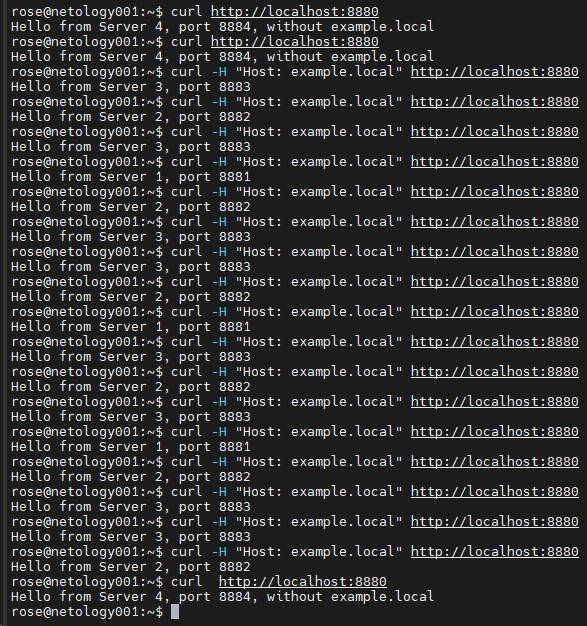 rose@netology001:~$ curl http://localhost:8880
Hello from Server 4, port 8884, without example.local
rose@netology001:~$ curl http://localhost:8880
Hello from Server 4, port 8884, without example.local
rose@netology001:~$ curl -H "Host: example.local" http://localhost:8880
Hello from Server 3, port 8883
rose@netology001:~$ curl -H "Host: example.local" http://localhost:8880
Hello from Server 2, port 8882
rose@netology001:~$ curl -H "Host: example.local" http://localhost:8880
Hello from Server 3, port 8883
rose@netology001:~$ curl -H "Host: example.local" http://localhost:8880
Hello from Server 1, port 8881
rose@netology001:~$ curl -H "Host: example.local" http://localhost:8880
Hello from Server 2, port 8882
rose@netology001:~$ curl -H "Host: example.local" http://localhost:8880
Hello from Server 3, port 8883
rose@netology001:~$ curl -H "Host: example.local" http://localhost:8880
Hello from Server 3, port 8883
rose@netology001:~$ curl -H "Host: example.local" http://localhost:8880
Hello from Server 2, port 8882
rose@netology001:~$ curl -H "Host: example.local" http://localhost:8880
Hello from Server 1, port 8881
rose@netology001:~$ curl -H "Host: example.local" http://localhost:8880
Hello from Server 3, port 8883
rose@netology001:~$ curl -H "Host: example.local" http://localhost:8880
Hello from Server 2, port 8882
rose@netology001:~$ curl -H "Host: example.local" http://localhost:8880
Hello from Server 3, port 8883
rose@netology001:~$ curl -H "Host: example.local" http://localhost:8880
Hello from Server 1, port 8881
rose@netology001:~$ curl -H "Host: example.local" http://localhost:8880
Hello from Server 2, port 8882
rose@netology001:~$ curl -H "Host: example.local" http://localhost:8880
Hello from Server 3, port 8883
rose@netology001:~$ curl -H "Host: example.local" http://localhost:8880
Hello from Server 3, port 8883
rose@netology001:~$ curl -H "Host: example.local" http://localhost:8880
Hello from Server 2, port 8882
rose@netology001:~$ curl  http://localhost:8880
Hello from Server 4, port 8884, without example.local
rose@netology001:~$